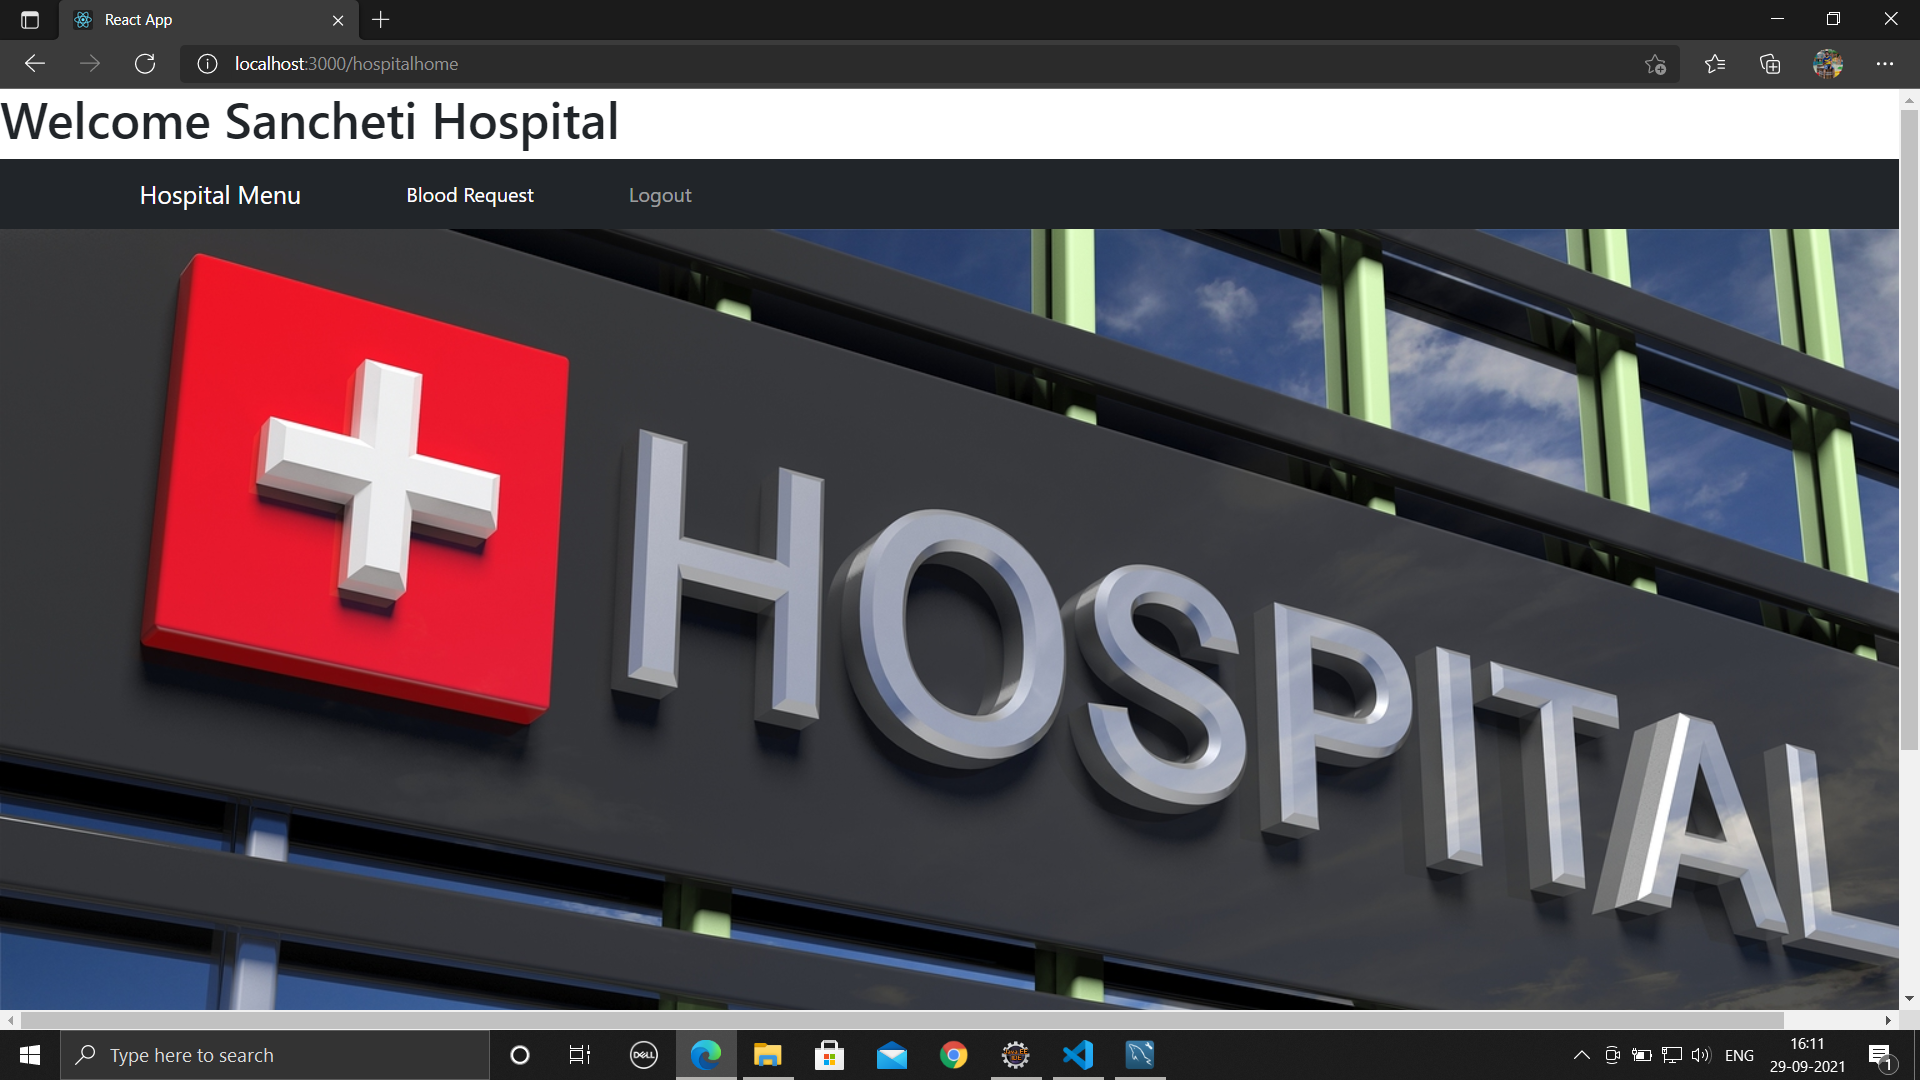 React App
localhost:3000/hospitalhome
Welcome Sancheti Hospital
Hospital Menu
Blood Request
Logout
HOSPITAL
Type here to search
DELL
ENG
16:11
29-09-2021
1